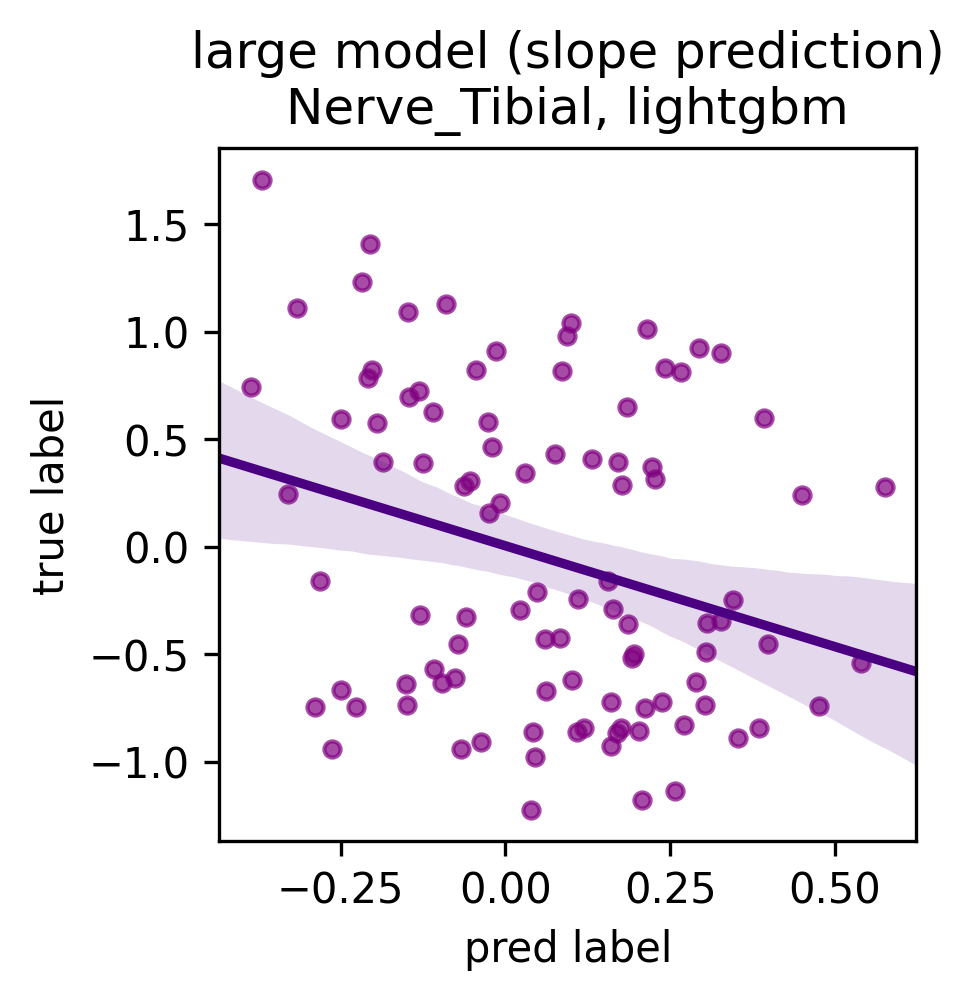 large model (slope prediction)
Nerve_Tibial, lightgbm
1.5
1.0
0.5
0.0
−0.5
−1.0
true label
−0.25
0.00
0.25
0.50
pred label